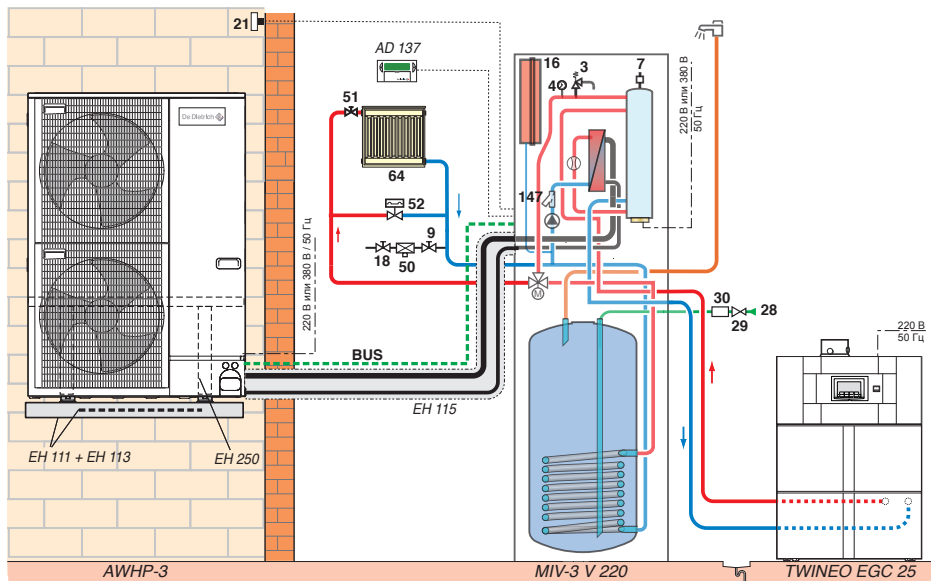 21
AD 137
16
3
7
40
51
De Dietrich
220 В или 380 В
50 Гц
64
147
52
9
18
50
220 В или 380 В / 50 Гц
M
30
28
29
220 В
50 Гц
BUS
EH 115
EH 111 + EH 113
EH 250
AWHP-3
MIV-3 V 220
TWINEO EGC 25